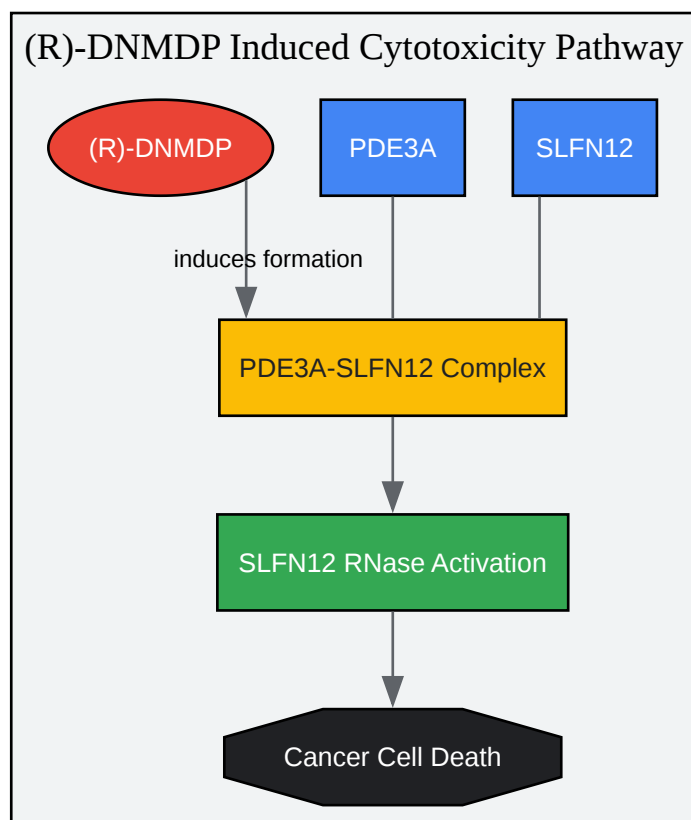 (R)-DNMDP Induced Cytotoxicity Pathway
(R)-DNMDP
PDE3A
SLFN12
induces formation
PDE3A-SLFN12 Complex
SLFN12 RNase Activation
Cancer Cell Death